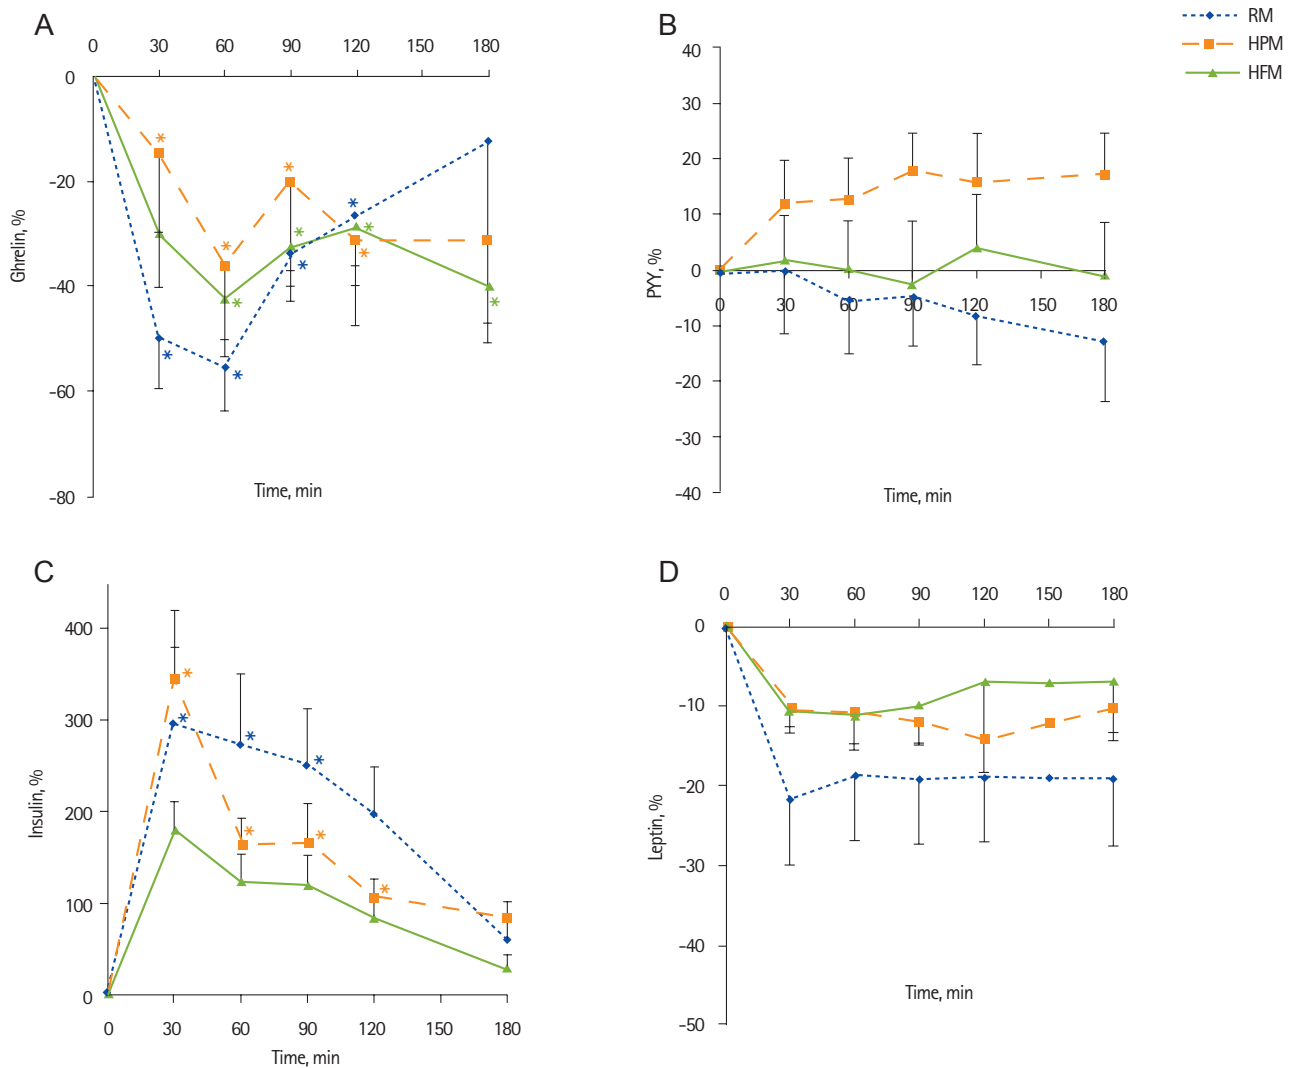 A
0 30 60 90 120 180
0
-20
-40
-60
-80
Ghrelin, %
Time, min
*
*
*
*
*
*
*
*
*
*
*
*
B
40
30
20
10
0
-10
-20
-30
-40
PYY, %
30 60 90 120 150 180
Time, min
RM
HPM
HFM
C
400
300
200
100
0
Insulin, %
0 30 60 90 120 150 180
Time, min
*
*
*
*
*
*
*
D
0 30 60 90 120 150 180
0
-10
-20
-30
-40
-50
Leptin, %
Time, min